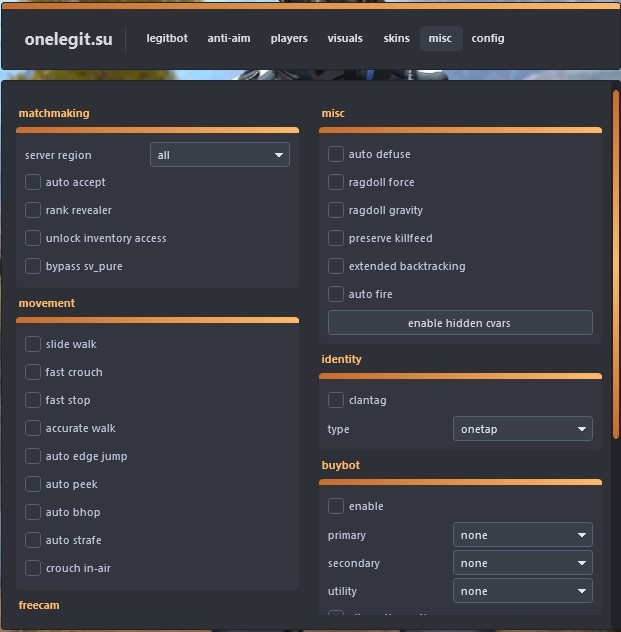 onelegit.su
legitbot
anti-aim
players
visuals
skins
misc
config
matchmaking
server region
all
auto accept
rank revealer
unlock inventory access
bypass sv_pure
movement
slide walk
fast crouch
fast stop
accurate walk
auto edge jump
auto peek
auto bhop
auto strafe
crouch in-air
freecam
misc
auto defuse
ragdoll force
ragdoll gravity
preserve killfeed
extended backtracking
auto fire
enable hidden cvars
identity
clantag
type
onetap
buybot
enable
primary
none
secondary
none
utility
none